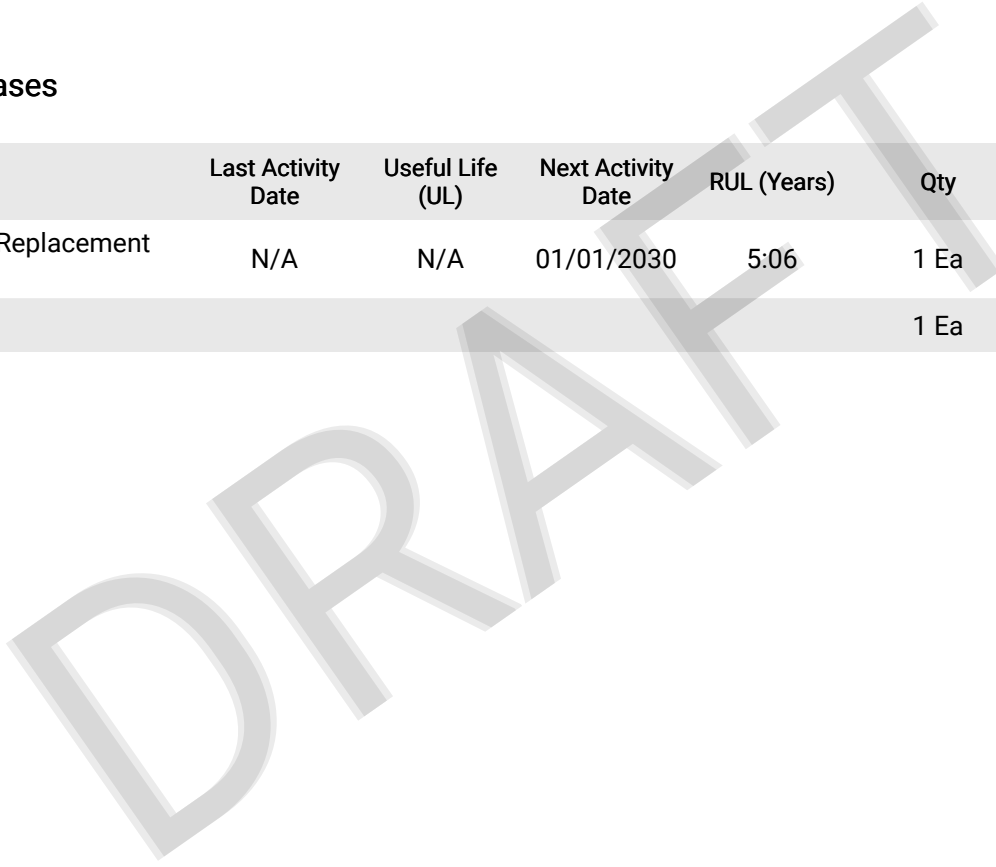 ases
Last Activity Date Useful Life (UL) Next Activity Date RUL (Years) Qty
Replacement N/A N/A 01/01/2030 5:06 1 Ea
1 Ea
DRAFT